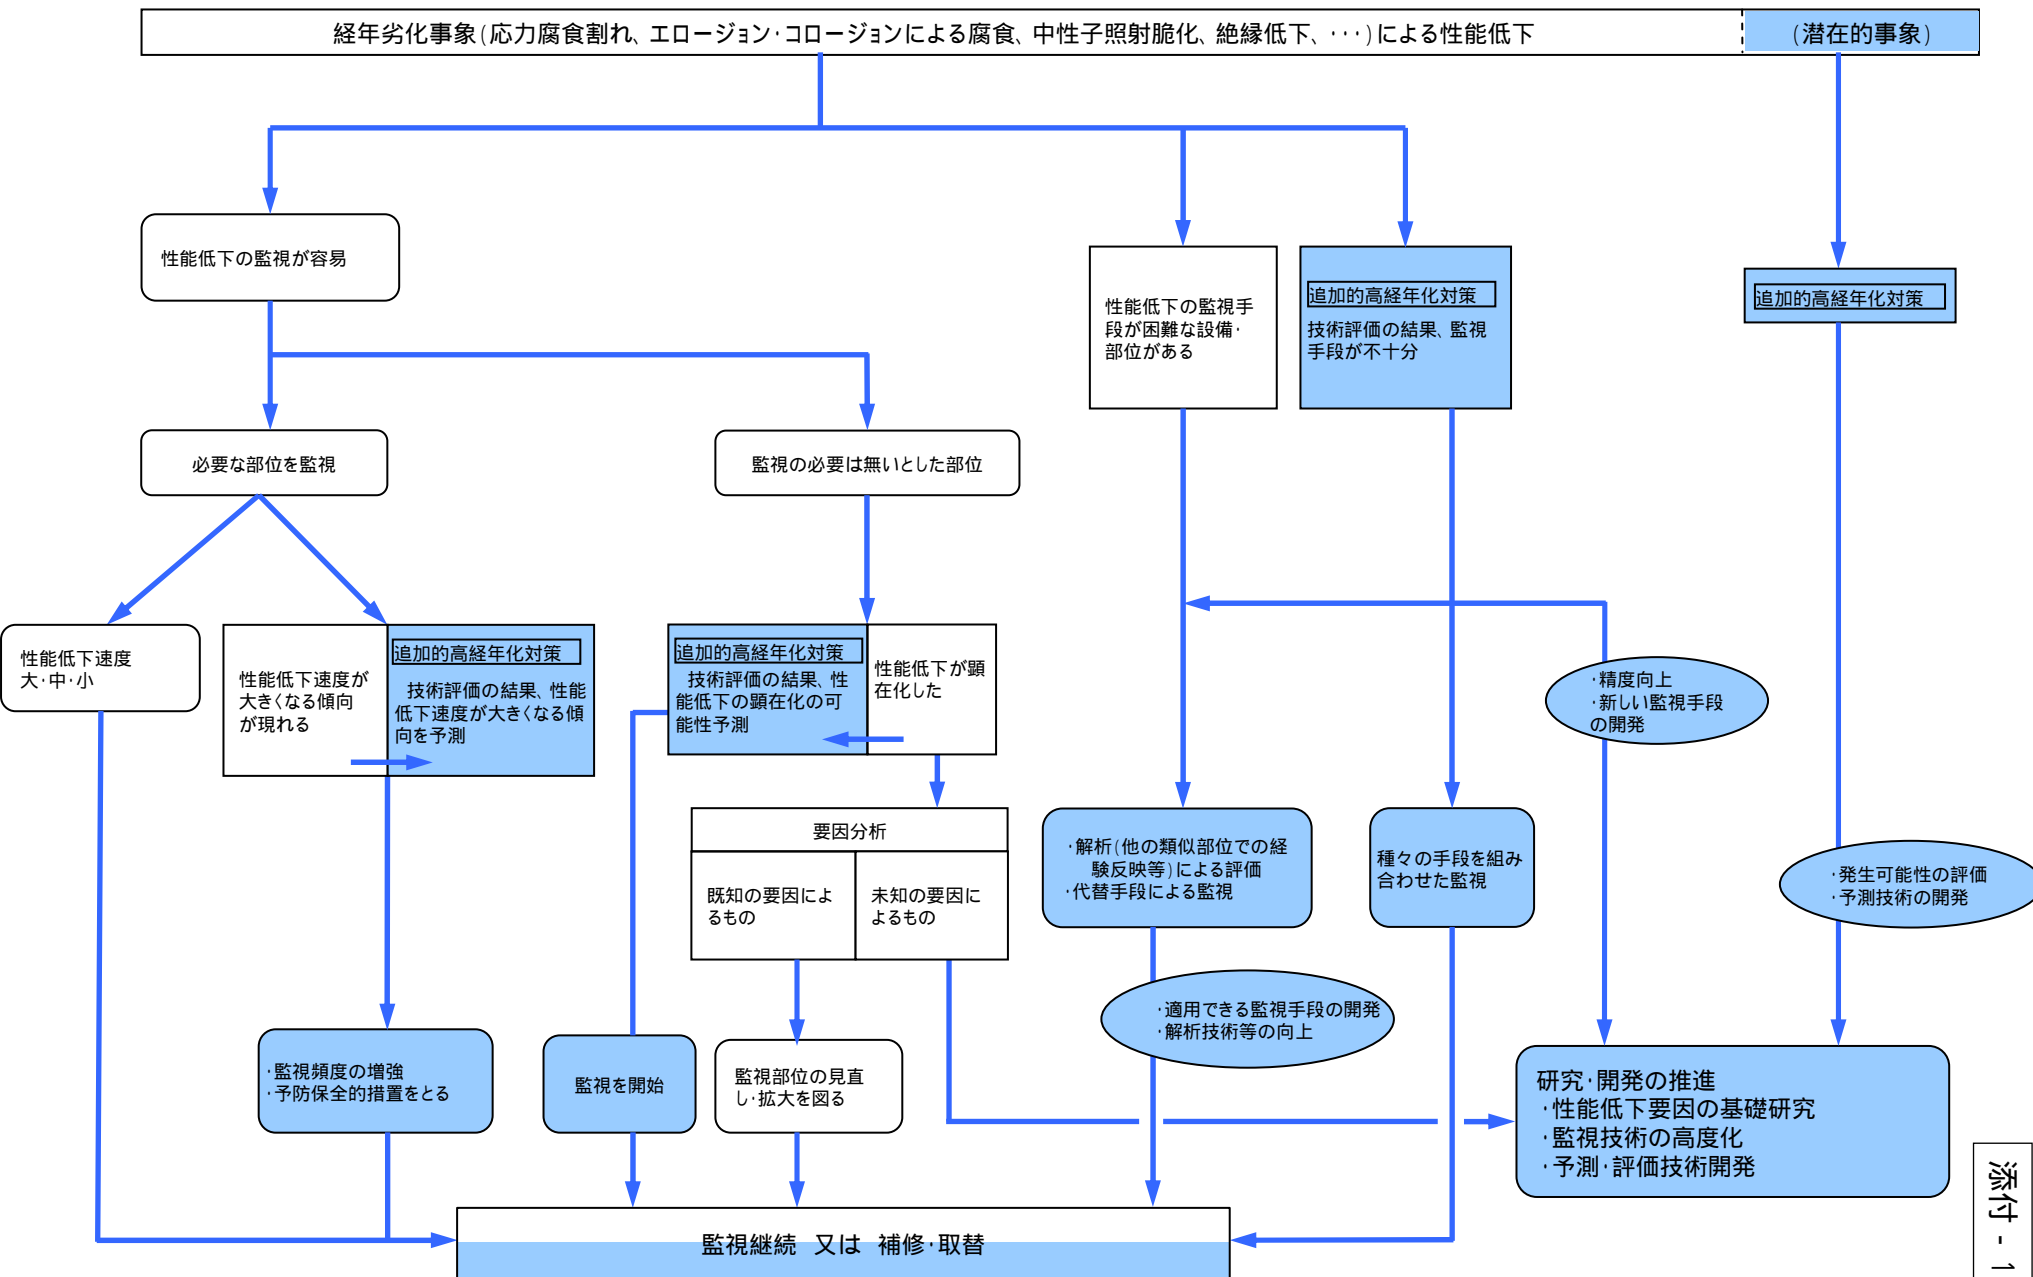 経年劣化事象(応力腐食割れ、エロージョン・コロージョンによる腐食、中性子照射脆化、絶縁低下、・・・)による性能低下
(潜在的事象)
性能低下の監視が容易
性能低下の監視手
段が困難な設備・
部位がある
追加的高経年化対策
技術評価の結果、監視
手段が不十分
追加的高経年化対策
必要な部位を監視
監視の必要は無いとした部位
性能低下速度
大・中・小
性能低下速度が
大きくなる傾向
が現れる
追加的高経年化対策
技術評価の結果、性能
低下速度が大きくなる傾
向を予測
追加的高経年化対策
技術評価の結果、性
能低下の顕在化の可
能性予測
性能低下が顕
在化した
・精度向上
・新しい監視手段
の開発
要因分析
既知の要因によ
るもの
未知の要因に
よるもの
・解析(他の類似部位での経
験反映等)による評価
・代替手段による監視
種々の手段を組み
合わせた監視
・発生可能性の評価
・予測技術の開発
・適用できる監視手段の開発
・解析技術等の向上
・監視頻度の増強
・予防保全的措置をとる
監視を開始
監視部位の見直
し・拡大を図る
研究・開発の推進
・性能低下要因の基礎研究
・監視技術の高度化
・予測・評価技術開発
監視継続 又は 補修・取替
添付 - 1